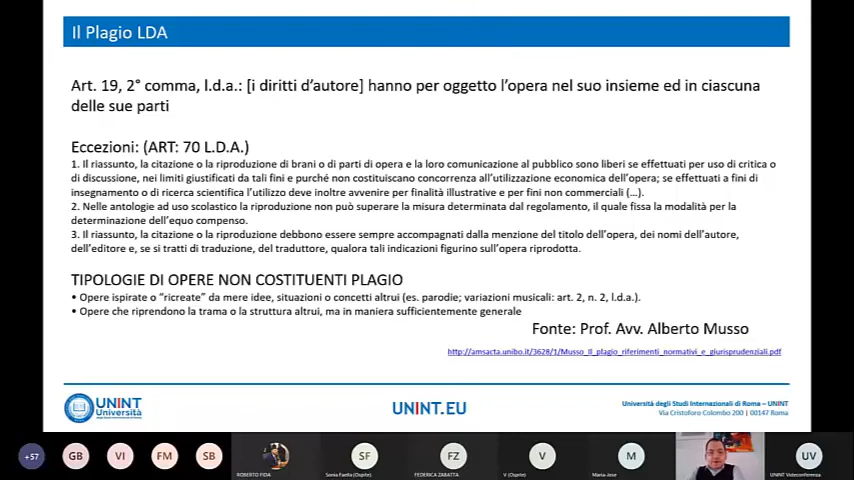 Il Plagio LDA
Art. 19, 2° comma, l.d.a.: [i diritti d’autore] hanno per oggetto l’opera nel suo insieme ed in ciascuna
delle sue parti
Eccezioni: (ART: 70 L.D.A.)
1. Il riassunto, la citazione o la riproduzione di brani o di parti di opera e la loro comunicazione al pubblico sono liberi se effettuati per uso di critica o
di discussione, nei limiti giustificati da tali fini e purché non costituiscano concorrenza all’utilizzazione economica dell’opera; se effettuati a fini di
insegnamento o di ricerca scientifica l’utilizzo deve inoltre avvenire per finalità illustrative e per fini non commerciali (…).
2. Nelle antologie ad uso scolastico la riproduzione non può superare la misura determinata dal regolamento, il quale fissa la modalità per la
determinazione dell’equo compenso.
3. Il riassunto, la citazione o la riproduzione debbono essere sempre accompagnati dalla menzione del titolo dell’opera, dei nomi dell’autore,
dell’editore e, se si tratti di traduzione, del traduttore, qualora tali indicazioni figurino sull’opera riprodotta.
TIPOLOGIE DI OPERE NON COSTITUENTI PLAGIO
• Opere ispirate o “ricreate” da mere idee, situazioni o concetti altrui (es. parodie; variazioni musicali: art. 2, n. 2, l.d.a.).
• Opere che riprendono la trama o la struttura altrui, ma in maniera sufficientemente generale
Fonte: Prof. Avv. Alberto Musso
http://amsacta.unibo.it/3628/1/Musso_Il_plagio_riferimenti_normativi_e_giurisprudenziali.pdf
UNINT
Università
UNINT.EU
Università degli Studi Internazionali di Roma – UNINT
Via Cristoforo Colombo 200 | 00147 Roma
+57
GB
VI
FM
SB
SF
FZ
V
M
UV
ROBERTO FIDA
Sonia Faella (Ospite)
FEDERICA ZABATTA
V (Ospite)
Maria-Jose
UNINT Videoconferenza